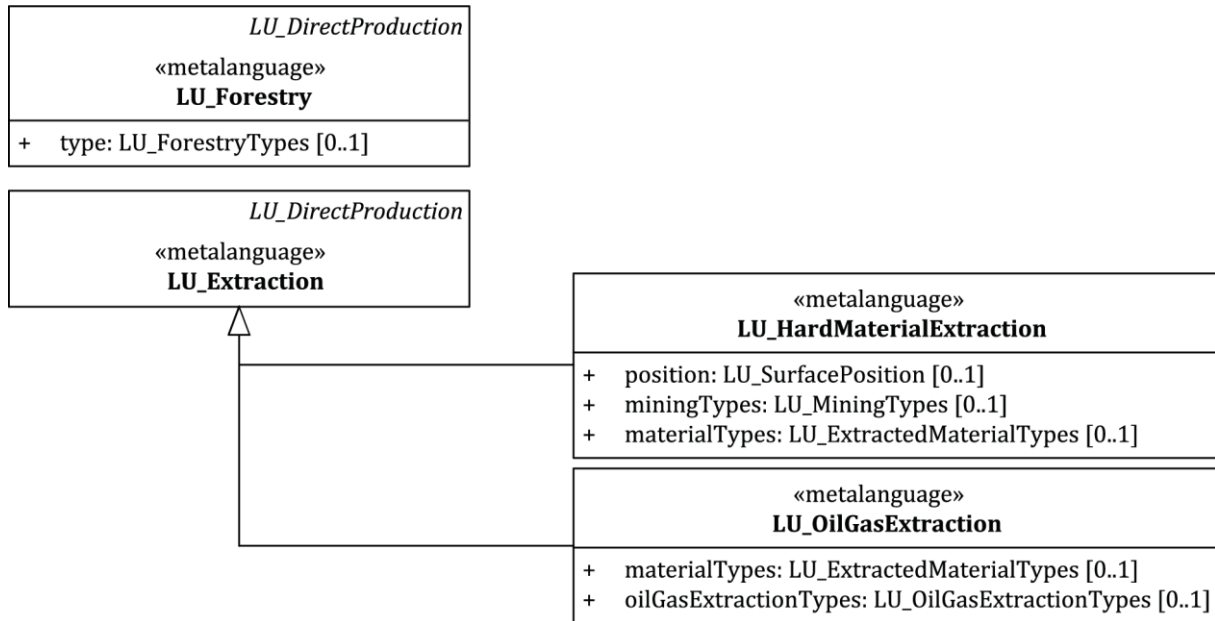 LU_DirectProduction
«metalanguage»
LU_Forestry
+ type: LU_ForestryTypes [0..1]
LU_DirectProduction
«metalanguage»
LU_Extraction
«metalanguage»
LU_HardMaterialExtraction
+ position: LU_SurfacePosition [0..1]
+ miningTypes: LU_MiningTypes [0..1]
+ materialTypes: LU_ExtractedMaterialTypes [0..1]
«metalanguage»
LU_OilGasExtraction
+ materialTypes: LU_ExtractedMaterialTypes [0..1]
+ oilGasExtractionTypes: LU_OilGasExtractionTypes [0..1]